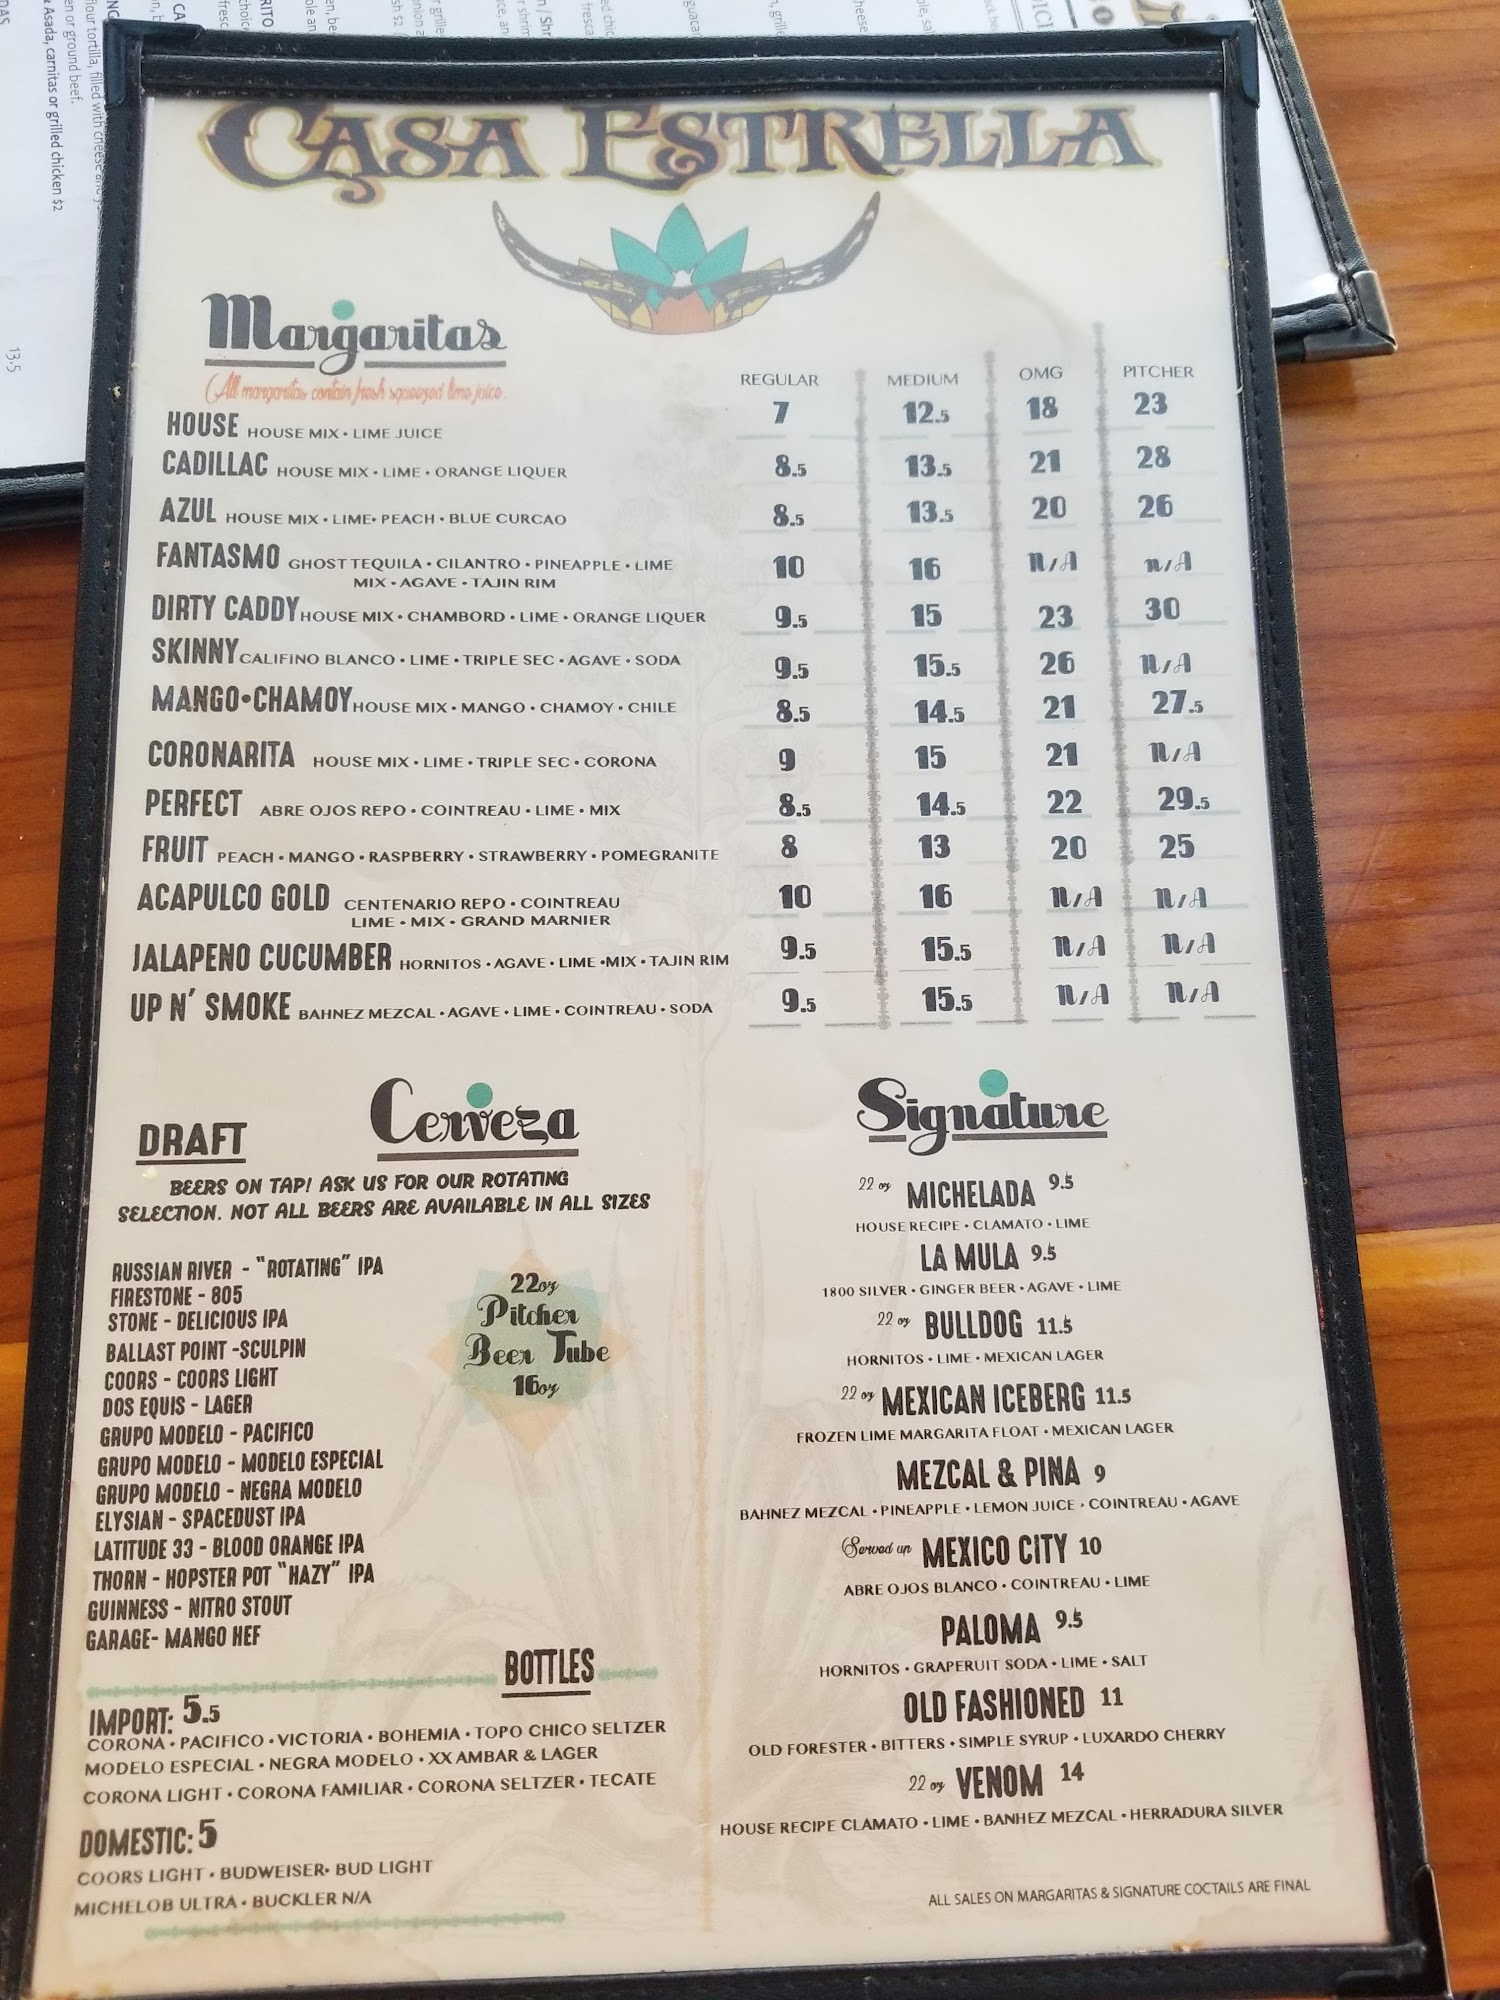 Asada, carnitas or grilled chicken $2
en or ground beef.
flour tortilla, filled with cheese and
13.5
CASA ESTRELLA
Margaritas
(All margaritas contain fresh squeezed lime juice.
REGULAR MEDIUM OMG PITCHER
HOUSE HOUSE MIX • LIME JUICE 7 12.5 18 23
CADILLAC HOUSE MIX • LIME • ORANGE LIQUER 8.5 13.5 21 28
AZUL HOUSE MIX • LIME• PEACH • BLUE CURCAO 8.5 13.5 20 26
FANTASMO GHOST TEQUILA • CILANTRO • PINEAPPLE • LIME 10 16 N/A N/A
MIX • AGAVE • TAJIN RIM
DIRTY CADDY HOUSE MIX • CHAMBORD • LIME • ORANGE LIQUER 9.5 15 23 30
SKINNY CALIFINO BLANCO • LIME • TRIPLE SEC • AGAVE • SODA 9.5 15.5 26 N/A
MANGO•CHAMOY HOUSE MIX • MANGO • CHAMOY • CHILE 8.5 14.5 21 27.5
CORONARITA HOUSE MIX • LIME • TRIPLE SEC • CORONA 9 15 21 N/A
PERFECT ABRE OJOS REPO • COINTREAU • LIME • MIX 8.5 14.5 22 29.5
FRUIT PEACH • MANGO • RASPBERRY • STRAWBERRY • POMEGRANITE 8 13 20 25
ACAPULCO GOLD CENTENARIO REPO • COINTREAU 10 16 N/A N/A
LIME • MIX • GRAND MARNIER
JALAPENO CUCUMBER HORNITOS • AGAVE • LIME •MIX • TAJIN RIM 9.5 15.5 N/A N/A
UP N' SMOKE BAHNEZ MEZCAL • AGAVE • LIME • COINTREAU • SODA 9.5 15.5 N/A N/A
Cerveza
DRAFT
BEERS ON TAP! ASK US FOR OUR ROTATING
SELECTION. NOT ALL BEERS ARE AVAILABLE IN ALL SIZES
RUSSIAN RIVER - "ROTATING" IPA
FIRESTONE - 805
STONE - DELICIOUS IPA
BALLAST POINT -SCULPIN
COORS - COORS LIGHT
DOS EQUIS - LAGER
GRUPO MODELO - PACIFICO
GRUPO MODELO - MODELO ESPECIAL
GRUPO MODELO - NEGRA MODELO
ELYSIAN - SPACEDUST IPA
LATITUDE 33 - BLOOD ORANGE IPA
THORN - HOPSTER POT "HAZY" IPA
GUINNESS - NITRO STOUT
GARAGE- MANGO HEF
22oz
Pitcher
Beer Tube
16oz
BOTTLES
IMPORT: 5.5
CORONA • PACIFICO • VICTORIA • BOHEMIA • TOPO CHICO SELTZER
MODELO ESPECIAL • NEGRA MODELO • XX AMBAR & LAGER
CORONA LIGHT • CORONA FAMILIAR • CORONA SELTZER • TECATE
DOMESTIC: 5
COORS LIGHT • BUDWEISER• BUD LIGHT
MICHELOB ULTRA • BUCKLER N/A
Signature
22 oz MICHELADA 9.5
HOUSE RECIPE • CLAMATO • LIME
LA MULA 9.5
1800 SILVER • GINGER BEER • AGAVE • LIME
22 oz BULLDOG 11.5
HORNITOS • LIME • MEXICAN LAGER
22 oz MEXICAN ICEBERG 11.5
FROZEN LIME MARGARITA FLOAT • MEXICAN LAGER
MEZCAL & PINA 9
BAHNEZ MEZCAL • PINEAPPLE • LEMON JUICE • COINTREAU • AGAVE
Served up MEXICO CITY 10
ABRE OJOS BLANCO • COINTREAU • LIME
PALOMA 9.5
HORNITOS • GRAPERUIT SODA • LIME • SALT
OLD FASHIONED 11
OLD FORESTER • BITTERS • SIMPLE SYRUP • LUXARDO CHERRY
22 oz VENOM 14
HOUSE RECIPE CLAMATO • LIME • BANHEZ MEZCAL • HERRADURA SILVER
ALL SALES ON MARGARITAS & SIGNATURE COCTAILS ARE FINAL